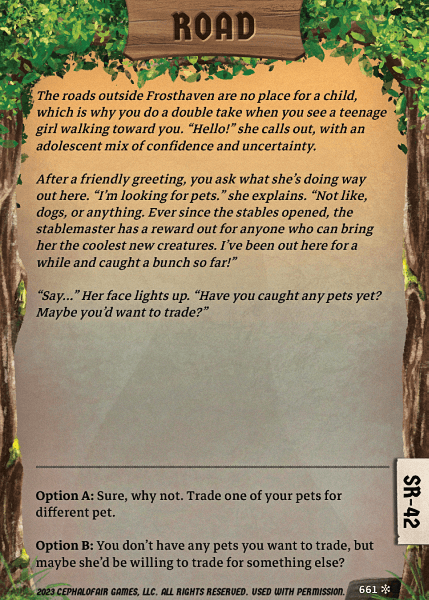 ROAD
The roads outside Frosthaven are no place for a child,
which is why you do a double take when you see a teenage
girl walking toward you. “Hello!” she calls out, with an
adolescent mix of confidence and uncertainty.
After a friendly greeting, you ask what she’s doing way
out here. “I’m looking for pets.” she explains. “Not like,
dogs, or anything. Ever since the stables opened, the
stablemaster has a reward out for anyone who can bring
her the coolest new creatures. I’ve been out here for a
while and caught a bunch so far!”
“Say...” Her face lights up. “Have you caught any pets yet?
Maybe you’d want to trade?”
Option A: Sure, why not. Trade one of your pets for
different pet.
Option B: You don’t have any pets you want to trade, but
maybe she’d be willing to trade for something else?
SR-42
2023 CEPHALOFAIR GAMES, LLC. ALL RIGHTS RESERVED. USED WITH PERMISSION.
661